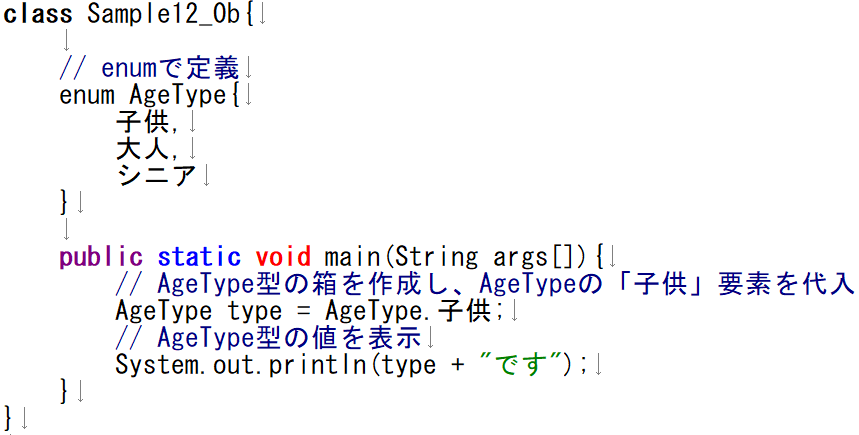 class Sample12_0b{↓
↓
// enumで定義↓
enum AgeType{↓
子供,↓
大人,↓
シニア↓
}↓
↓
public static void main(String args[]){↓
// AgeType型の箱を作成し、AgeTypeの「子供」要素を代入
AgeType type = AgeType.子供;↓
// AgeType型の値を表示↓
System.out.println(type + "です");↓
}↓
}↓